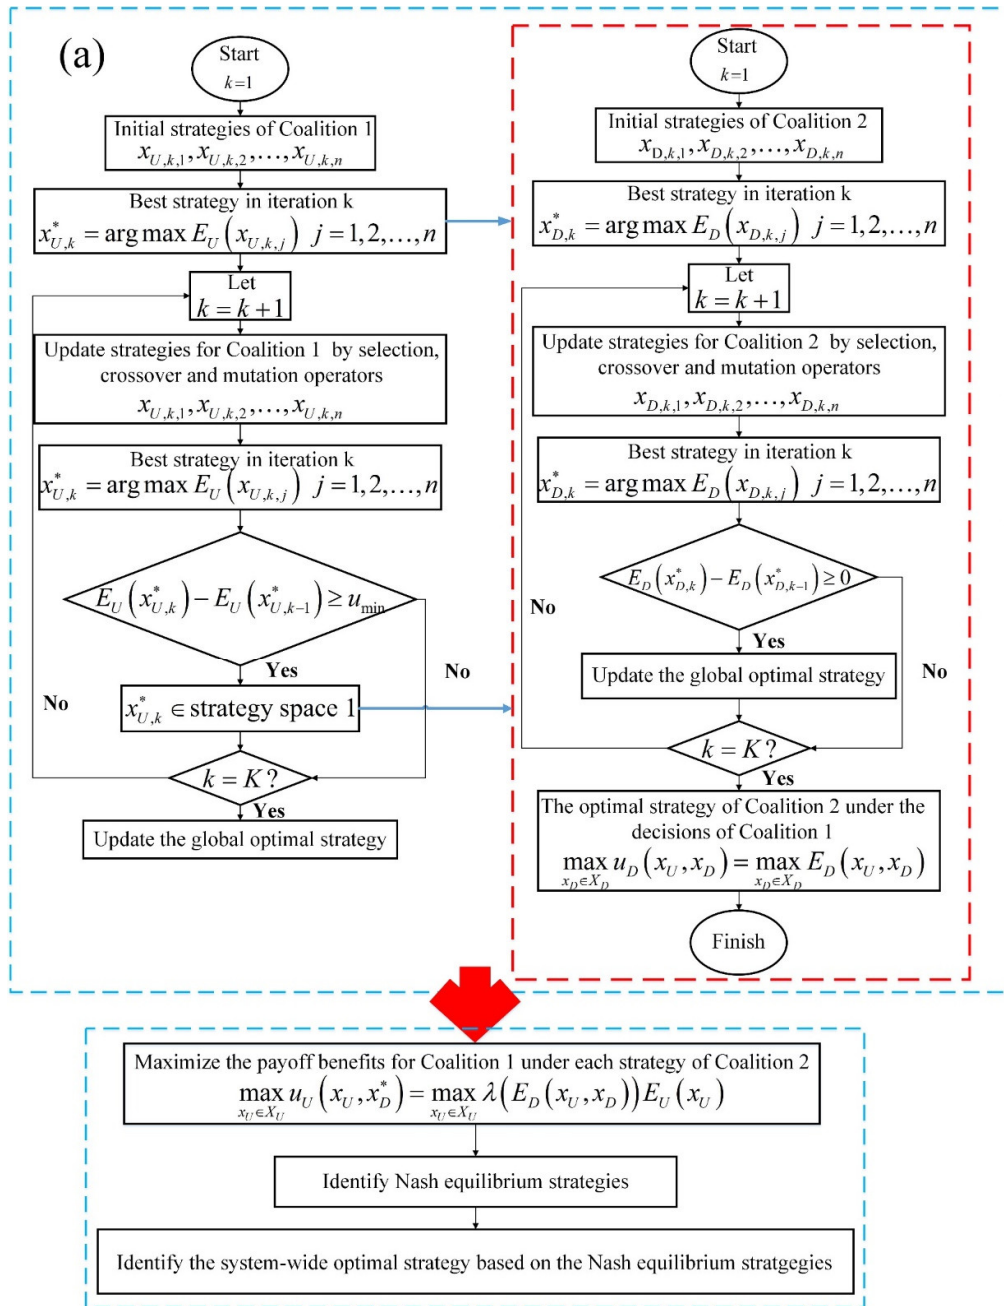 (a)
Start
k=1
Initial strategies of Coalition 1
x_{U,k,1}, x_{U,k,2}, ..., x_{U,k,n}
Best strategy in iteration k
x^*_{U,k} = arg max E_U(x_{U,k,j}) j = 1,2,...,n
Let
k = k+1
Update strategies for Coalition 1 by selection,
crossover and mutation operators
x_{U,k,1}, x_{U,k,2}, ..., x_{U,k,n}
Best strategy in iteration k
x^*_{U,k} = arg max E_U(x_{U,k,j}) j = 1,2,...,n
E_U(x^*_{U,k}) − E_U(x^*_{U,k−1}) ≥ u_{min}
Yes
No
No
x^*_{U,k} ∈ strategy space 1
k = K?
Yes
Update the global optimal strategy
Start
k=1
Initial strategies of Coalition 2
x_{D,k,1}, x_{D,k,2}, ..., x_{D,k,n}
Best strategy in iteration k
x^*_{D,k} = arg max E_D(x_{D,k,j}) j = 1,2,...,n
Let
k = k+1
Update strategies for Coalition 2 by selection,
crossover and mutation operators
x_{D,k,1}, x_{D,k,2}, ..., x_{D,k,n}
Best strategy in iteration k
x^*_{D,k} = arg max E_D(x_{D,k,j}) j = 1,2,...,n
E_D(x^*_{D,k}) − E_D(x^*_{D,k−1}) ≥ 0
No
Yes
Update the global optimal strategy
No
k = K?
Yes
The optimal strategy of Coalition 2 under the
decisions of Coalition 1
max_{x_D∈X_D} u_D(x_U, x_D) = max_{x_D∈X_D} E_D(x_U, x_D)
Finish
Maximize the payoff benefits for Coalition 1 under each strategy of Coalition 2
max_{x_U∈X_U} u_U(x_U, x^*_D) = max_{x_U∈X_U} λ(E_D(x_U, x_D))E_U(x_U)
Identify Nash equilibrium strategies
Identify the system-wide optimal strategy based on the Nash equilibrium stratgegies